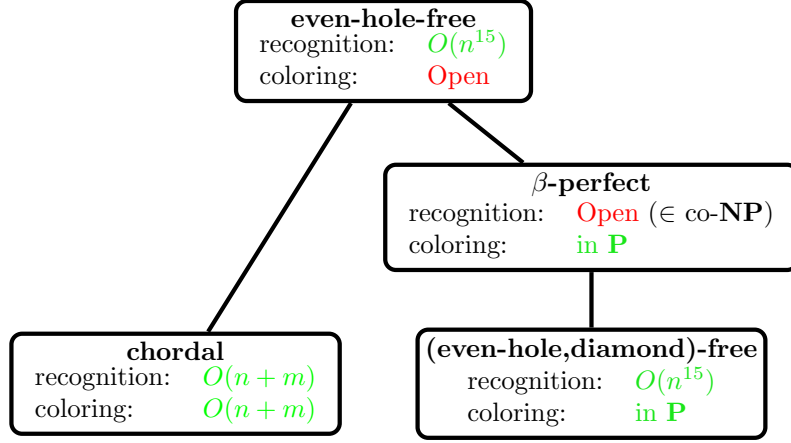 even-hole-free
recognition: O(n^15)
coloring: Open
β-perfect
recognition: Open (∈ co-NP)
coloring: in P
chordal
recognition: O(n + m)
coloring: O(n + m)
(even-hole,diamond)-free
recognition: O(n^15)
coloring: in P